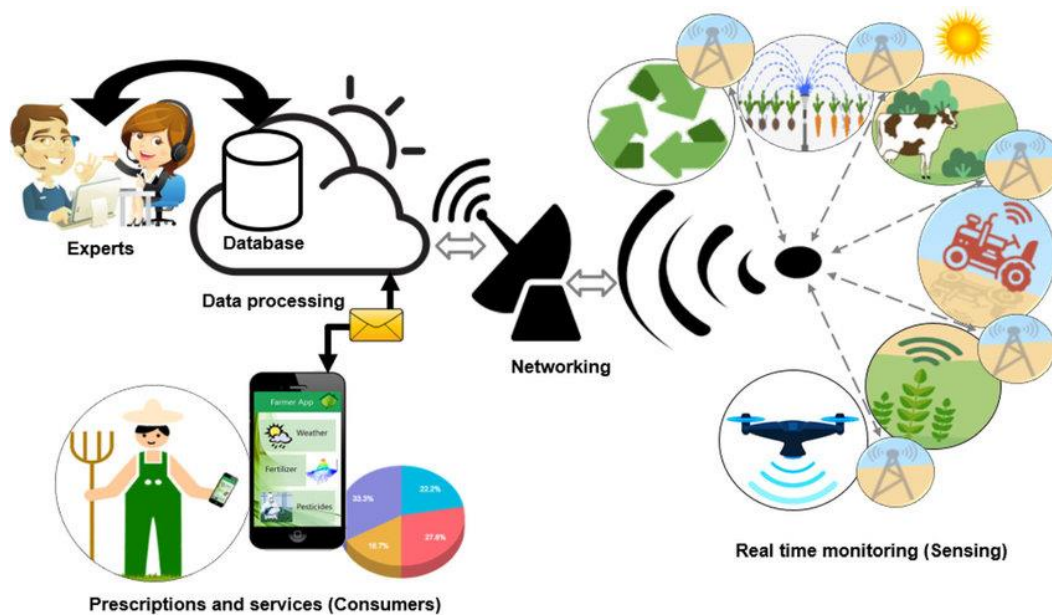 Experts
Database
Data processing
Networking
Farmer App
Weather
Fertilizer
Pesticides
33.3%
22.2%
27.8%
16.7%
Real time monitoring (Sensing)
Prescriptions and services (Consumers)